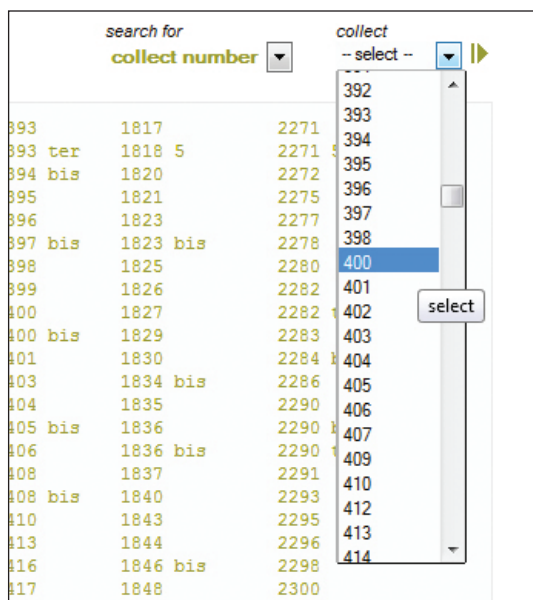 search for collect
collect number -- select --
393 1817 2271
393 ter 1818 5 2271
394 bis 1820 2272
395 1821 2275
396 1823 2277
397 bis 1823 bis 2278
398 1825 2280
399 1826 2282
400 1827 2282
400 bis 1829 2283
401 1830 2284
403 1834 bis 2286
404 1835 2290
405 bis 1836 2290
406 1836 bis 2290
408 1837 2291
408 bis 1840 2293
410 1843 2295
413 1844 2296
416 1846 bis 2298
417 1848 2300
392
393
394
395
396
397
398
400
401
402
403
404
405
406
407
409
410
412
413
414
select